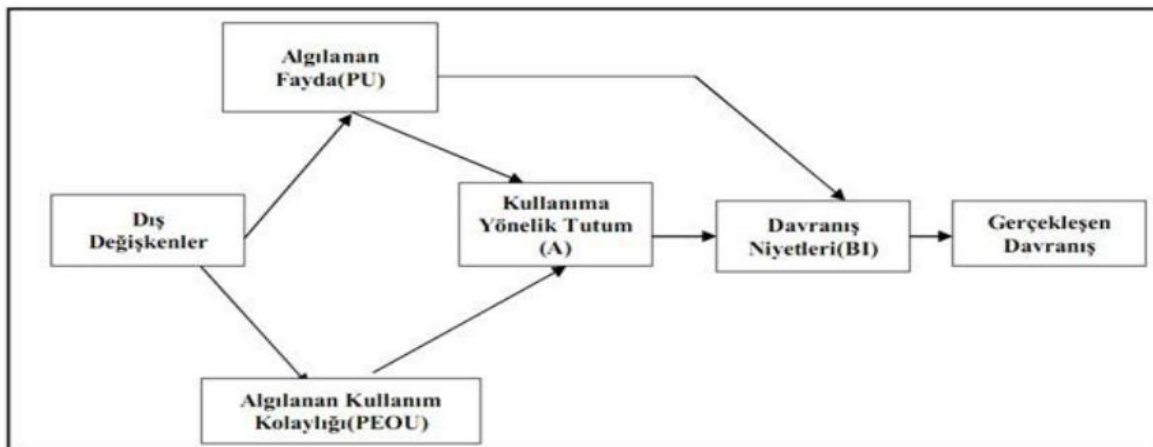 Algılanan
Fayda(PU)
Dış
Değişkenler
Kullanıma
Yönelik Tutum
(A)
Davranış
Niyetleri(BI)
Gerçekleşen
Davranış
Algılanan Kullanım
Kolaylığı(PEOU)